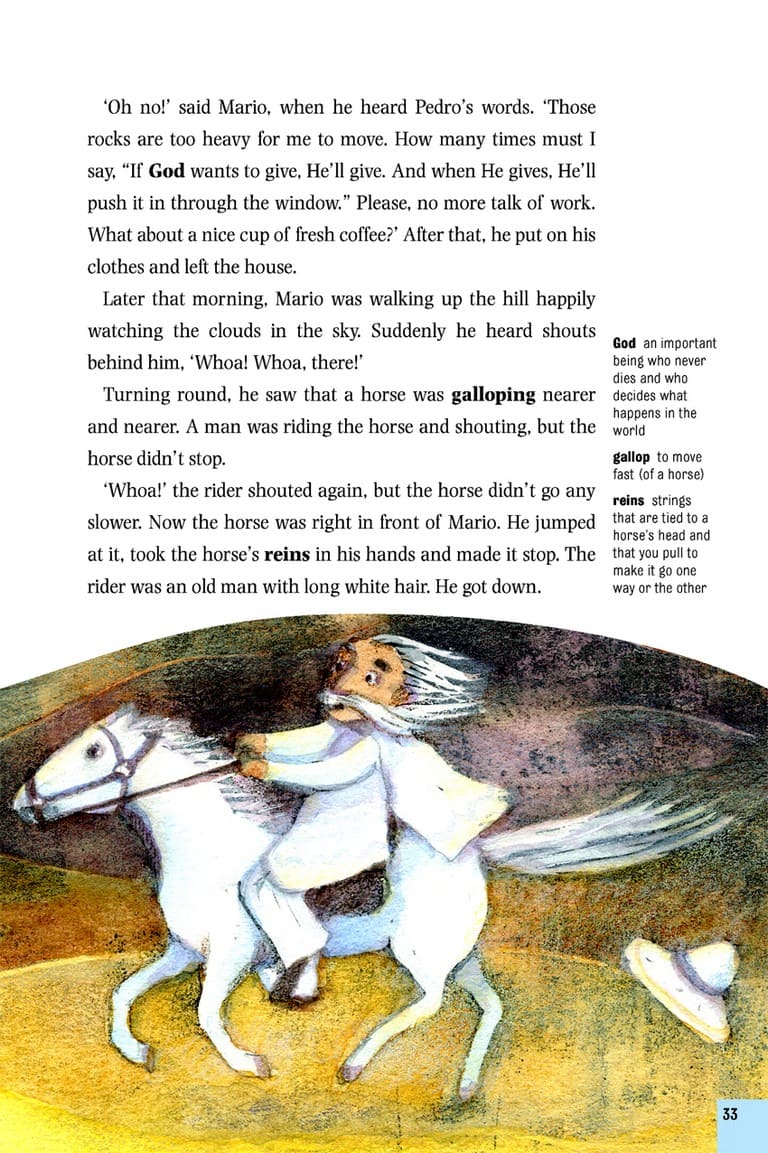 ‘Oh no!’ said Mario, when he heard Pedro’s words. ‘Those
rocks are too heavy for me to move. How many times must I
say, “If God wants to give, He’ll give. And when He gives, He’ll
push it in through the window.” Please, no more talk of work.
What about a nice cup of fresh coffee?’ After that, he put on his
clothes and left the house.
Later that morning, Mario was walking up the hill happily
watching the clouds in the sky. Suddenly he heard shouts
behind him, ‘Whoa! Whoa, there!’
Turning round, he saw that a horse was galloping nearer
and nearer. A man was riding the horse and shouting, but the
horse didn’t stop.
‘Whoa!’ the rider shouted again, but the horse didn’t go any
slower. Now the horse was right in front of Mario. He jumped
at it, took the horse’s reins in his hands and made it stop. The
rider was an old man with long white hair. He got down.
God an important
being who never
dies and who
decides what
happens in the
world
gallop to move
fast (of a horse)
reins strings
that are tied to a
horse’s head and
that you pull to
make it go one
way or the other
33